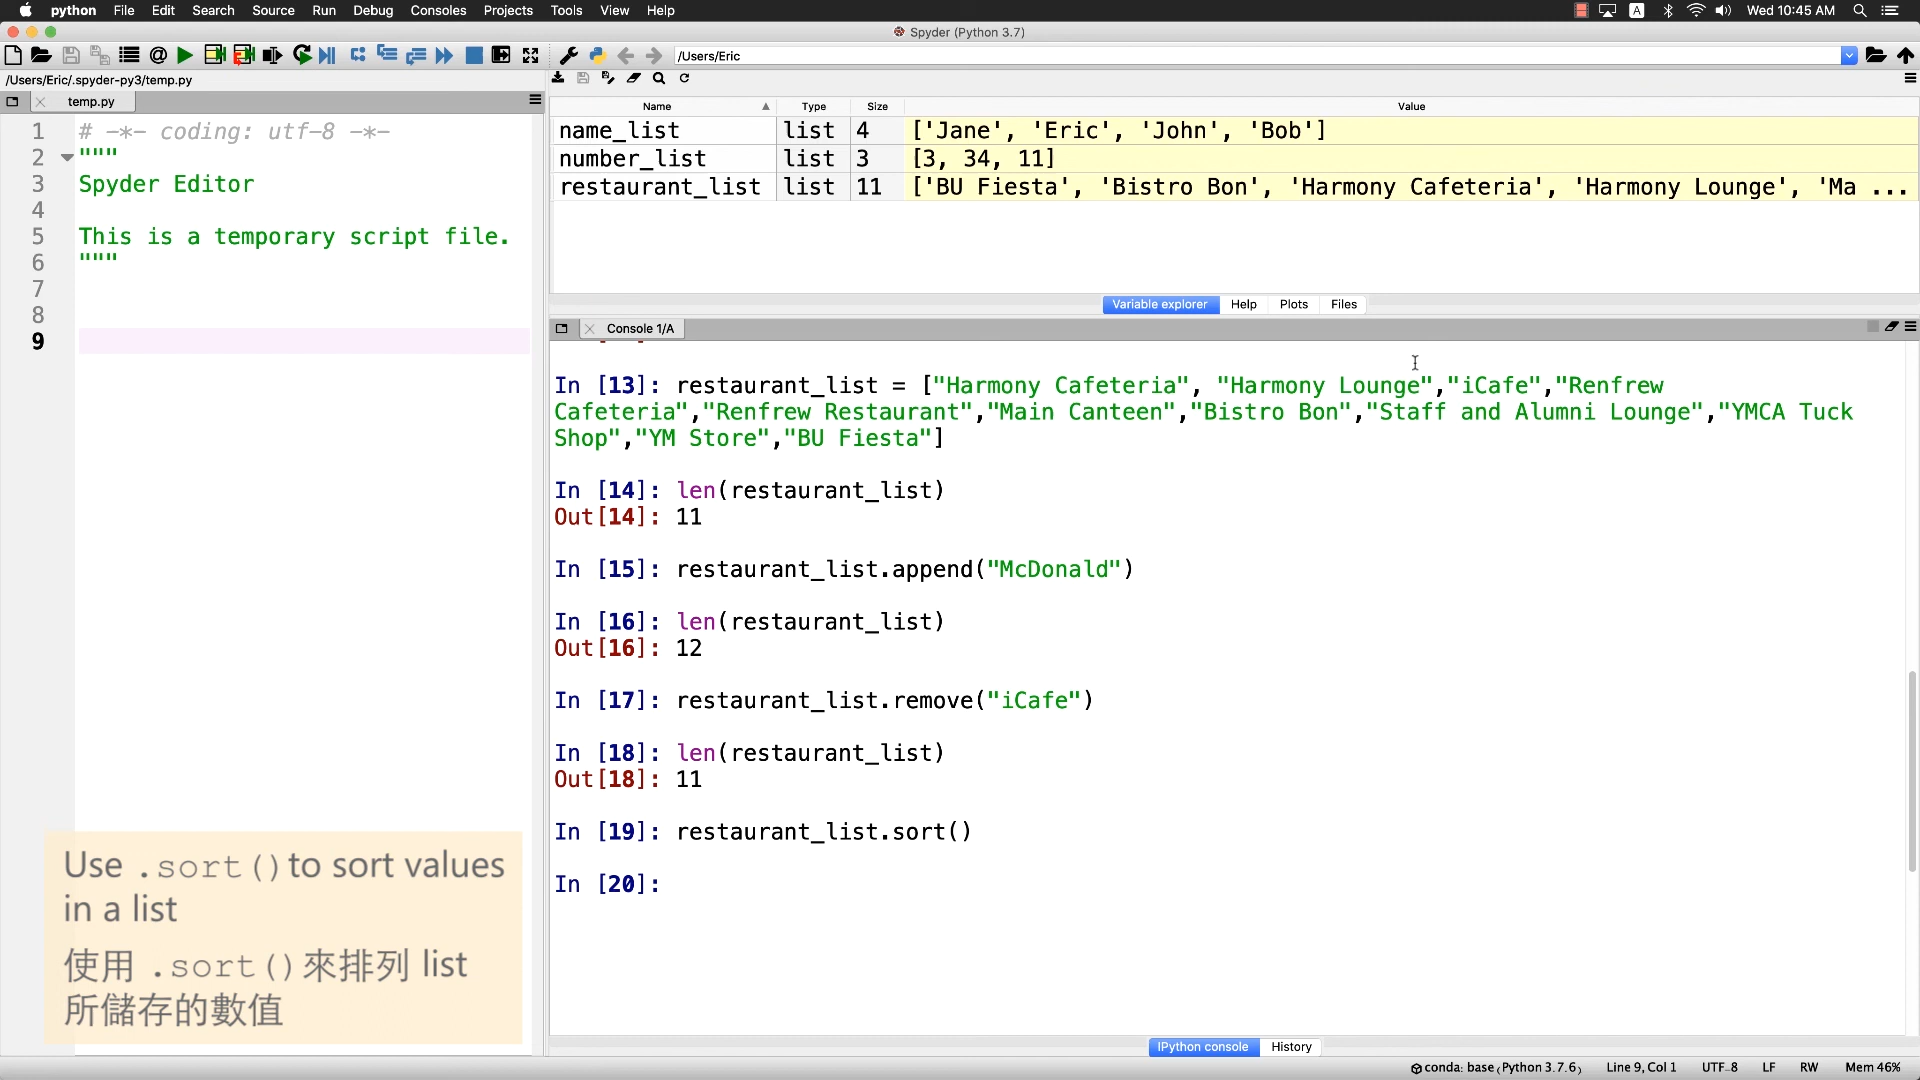 python File Edit Search Source Run Debug Consoles Projects Tools View Help
A Wed 10:45 AM
Spyder (Python 3.7)
/Users/Eric
/Users/Eric/.spyder-py3/temp.py
temp.py
1 # -*- coding: utf-8 -*-
2 """
3 Spyder Editor
4
5 This is a temporary script file.
6 """
7
8
9
Name Type Size Value
name_list list 4 ['Jane', 'Eric', 'John', 'Bob']
number_list list 3 [3, 34, 11]
restaurant_list list 11 ['BU Fiesta', 'Bistro Bon', 'Harmony Cafeteria', 'Harmony Lounge', 'Ma ...
Variable explorer Help Plots Files
Console 1/A
In [13]: restaurant_list = ["Harmony Cafeteria", "Harmony Lounge","iCafe","Renfrew
Cafeteria","Renfrew Restaurant","Main Canteen","Bistro Bon","Staff and Alumni Lounge","YMCA Tuck
Shop","YM Store","BU Fiesta"]
In [14]: len(restaurant_list)
Out[14]: 11
In [15]: restaurant_list.append("McDonald")
In [16]: len(restaurant_list)
Out[16]: 12
In [17]: restaurant_list.remove("iCafe")
In [18]: len(restaurant_list)
Out[18]: 11
In [19]: restaurant_list.sort()
In [20]:
Use .sort()to sort values
in a list
使用 .sort()來排列 list
所儲存的數值
IPython console History
conda: base (Python 3.7.6) Line 9, Col 1 UTF-8 LF RW Mem 46%